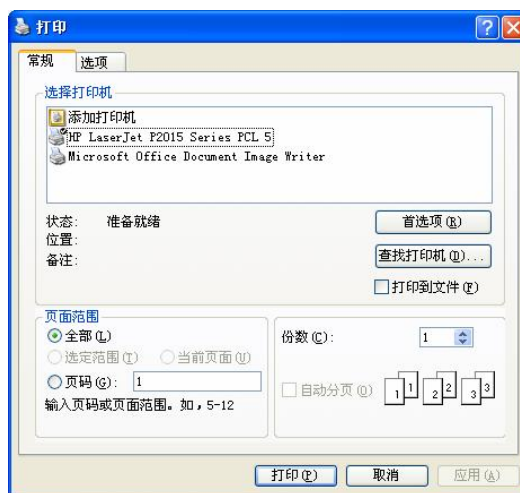 打印
常规 选项
选择打印机
添加打印机
HP LaserJet P2015 Series PCL 5
Microsoft Office Document Image Writer
状态: 准备就绪 首选项(R)
位置:
备注: 查找打印机(D)...
打印到文件(F)
页面范围
全部(L)
选定范围(T) 当前页面(U)
页码(G): 1
输入页码或页面范围。如，5-12
份数(C): 1
自动分页(O) 1 1 2 2 3 3
打印(P) 取消 应用(A)